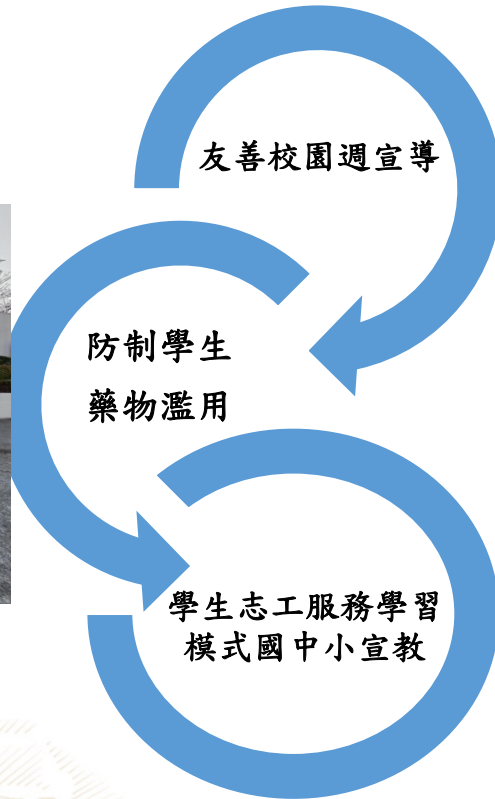 友善校園週宣導
防制學生
藥物濫用
學生志工服務學習
模式國中小宣教